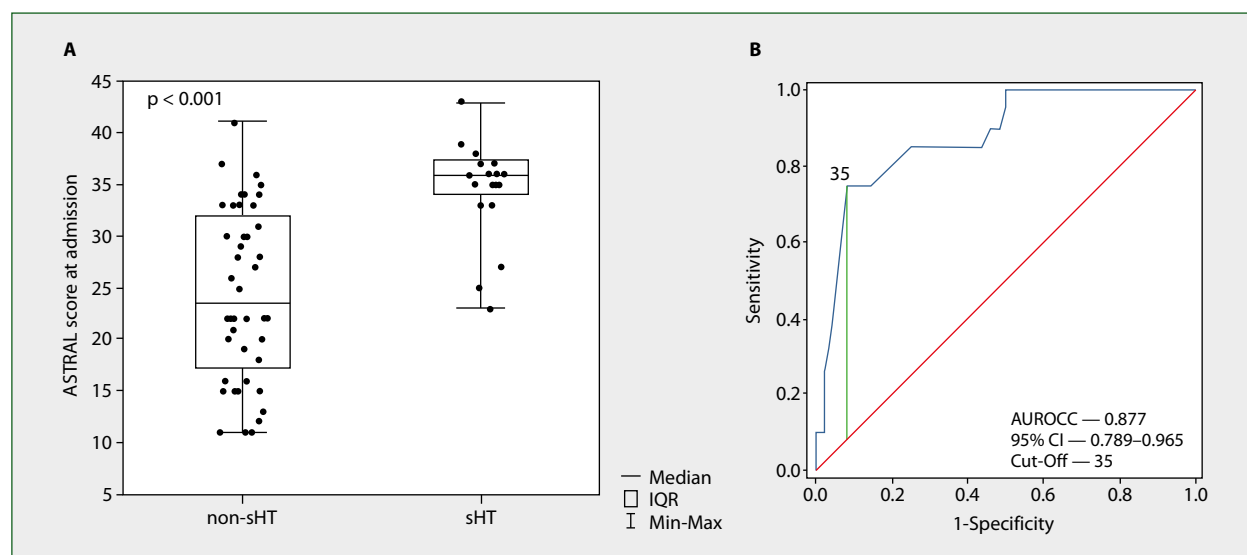 A
p < 0.001
45
40
35
30
25
20
15
10
5
ASTRAL score at admission
non-sHT
sHT
Median
IQR
Min-Max
B
1.0
0.8
0.6
0.4
0.2
0.0
Sensitivity
35
AUROCC — 0.877
95% CI — 0.789–0.965
Cut-Off — 35
0.0 0.2 0.4 0.6 0.8 1.0
1-Specificity